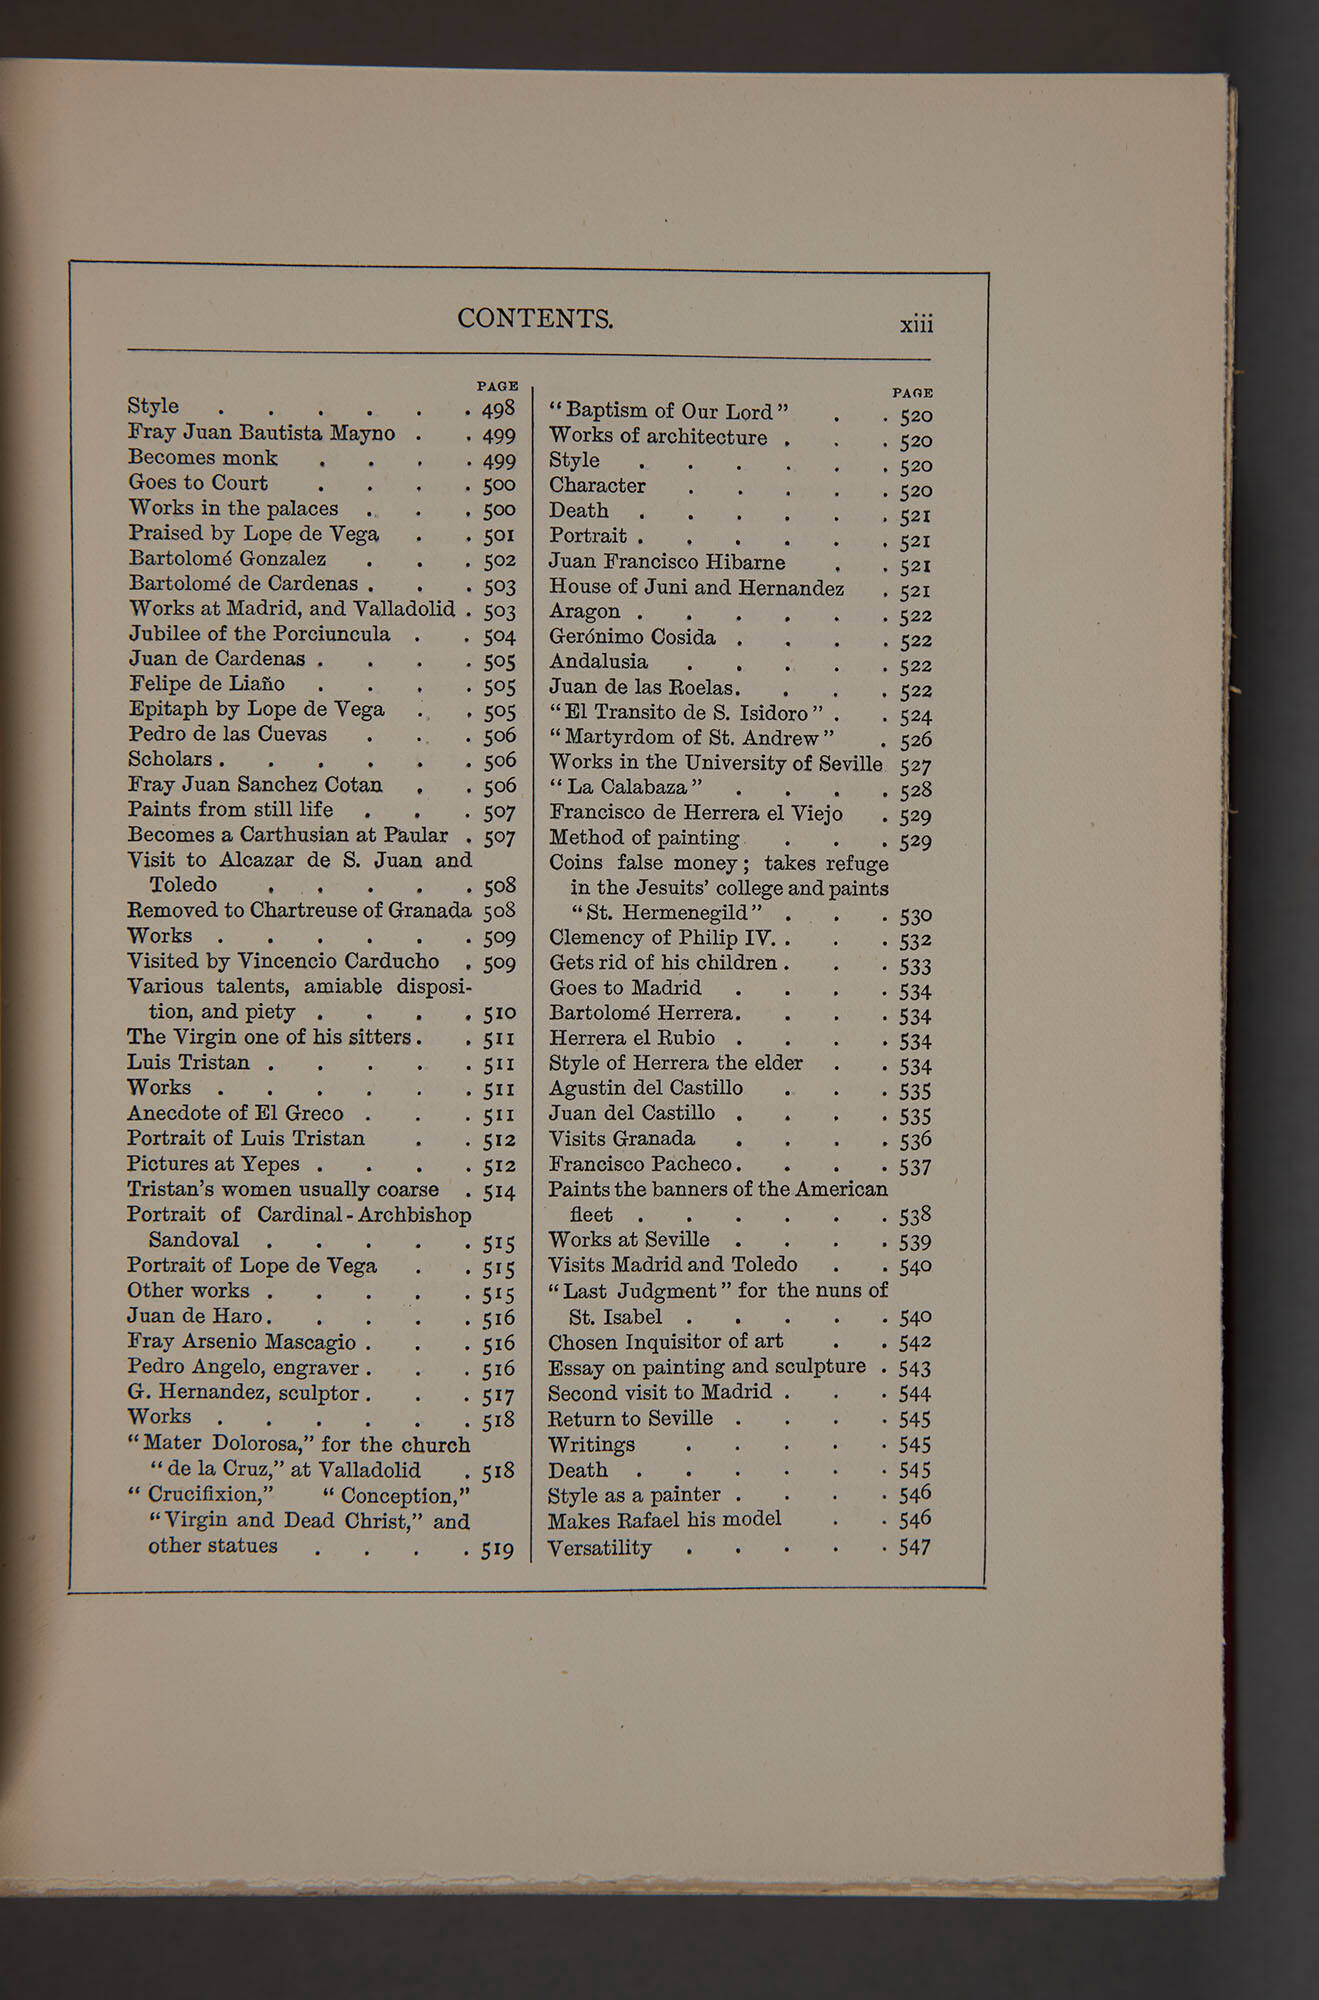 CONTENTS. xiii
PAGE
Style . . . . . . 498
Fray Juan Bautista Mayno . . 499
Becomes monk . . . . 499
Goes to Court . . . . 500
Works in the palaces . . . 500
Praised by Lope de Vega . . 501
Bartolomé Gonzalez . . . 502
Bartolomé de Cardenas . . . 503
Works at Madrid, and Valladolid . 503
Jubilee of the Porciuncula . . 504
Juan de Cardenas . . . . 505
Felipe de Liaño . . . . 505
Epitaph by Lope de Vega . . 505
Pedro de las Cuevas . . . 506
Scholars . . . . . . 506
Fray Juan Sanchez Cotan . . 506
Paints from still life . . . 507
Becomes a Carthusian at Paular . 507
Visit to Alcazar de S. Juan and
Toledo . . . . . 508
Removed to Chartreuse of Granada 508
Works . . . . . . 509
Visited by Vincencio Carducho . 509
Various talents, amiable disposi-
tion, and piety . . . . 510
The Virgin one of his sitters . . 511
Luis Tristan . . . . . 511
Works . . . . . . 511
Anecdote of El Greco . . . 511
Portrait of Luis Tristan . . 512
Pictures at Yepes . . . . 512
Tristan's women usually coarse . 514
Portrait of Cardinal-Archbishop
Sandoval . . . . . 515
Portrait of Lope de Vega . . 515
Other works . . . . . 515
Juan de Haro . . . . . 516
Fray Arsenio Mascagio . . . 516
Pedro Angelo, engraver . . . 516
G. Hernandez, sculptor . . . 517
Works . . . . . . 518
"Mater Dolorosa," for the church
"de la Cruz," at Valladolid . 518
"Crucifixion," "Conception,"
"Virgin and Dead Christ," and
other statues . . . . 519
PAGE
"Baptism of Our Lord" . . 520
Works of architecture . . . 520
Style . . . . . . 520
Character . . . . . 520
Death . . . . . . 521
Portrait . . . . . . 521
Juan Francisco Hibarne . . 521
House of Juni and Hernandez . 521
Aragon . . . . . . 522
Gerónimo Cosida . . . . 522
Andalusia . . . . . 522
Juan de las Roelas . . . . 522
"El Transito de S. Isidoro" . . 524
"Martyrdom of St. Andrew" . 526
Works in the University of Seville 527
"La Calabaza" . . . . 528
Francisco de Herrera el Viejo . 529
Method of painting . . . 529
Coins false money; takes refuge
in the Jesuits' college and paints
"St. Hermenegild" . . . 530
Clemency of Philip IV. . . . 532
Gets rid of his children . . . 533
Goes to Madrid . . . . 534
Bartolomé Herrera . . . . 534
Herrera el Rubio . . . . 534
Style of Herrera the elder . . 534
Agustin del Castillo . . . 535
Juan del Castillo . . . . 535
Visits Granada . . . . 536
Francisco Pacheco . . . . 537
Paints the banners of the American
fleet . . . . . . 538
Works at Seville . . . . 539
Visits Madrid and Toledo . . 540
"Last Judgment" for the nuns of
St. Isabel . . . . . 540
Chosen Inquisitor of art . . 542
Essay on painting and sculpture . 543
Second visit to Madrid . . . 544
Return to Seville . . . . 545
Writings . . . . . 545
Death . . . . . . 545
Style as a painter . . . . 546
Makes Rafael his model . . 546
Versatility . . . . . 547